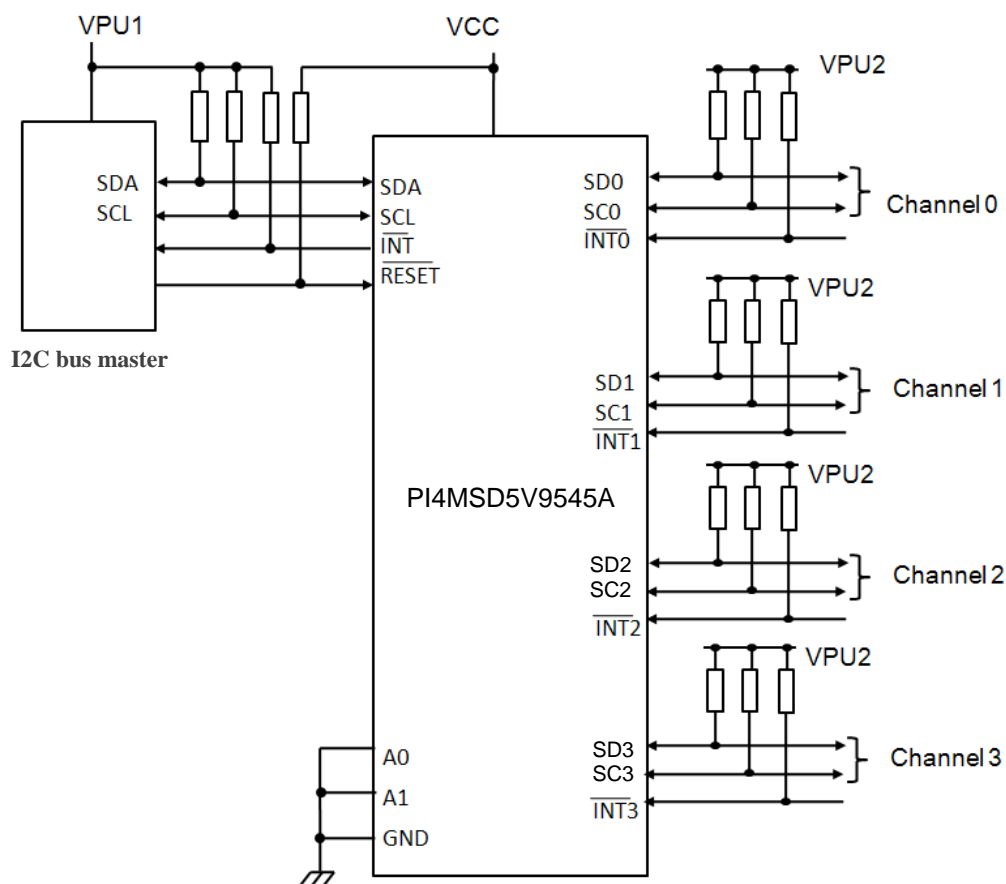 VPU1
VCC
VPU2
SDA
SCL
SDA
SCL
INT
RESET
I2C bus master
SD0
SC0
INT0
Channel 0
VPU2
SD1
SC1
INT1
Channel 1
VPU2
PI4MSD5V9545A
SD2
SC2
INT2
Channel 2
VPU2
SD3
SC3
INT3
Channel 3
A0
A1
GND